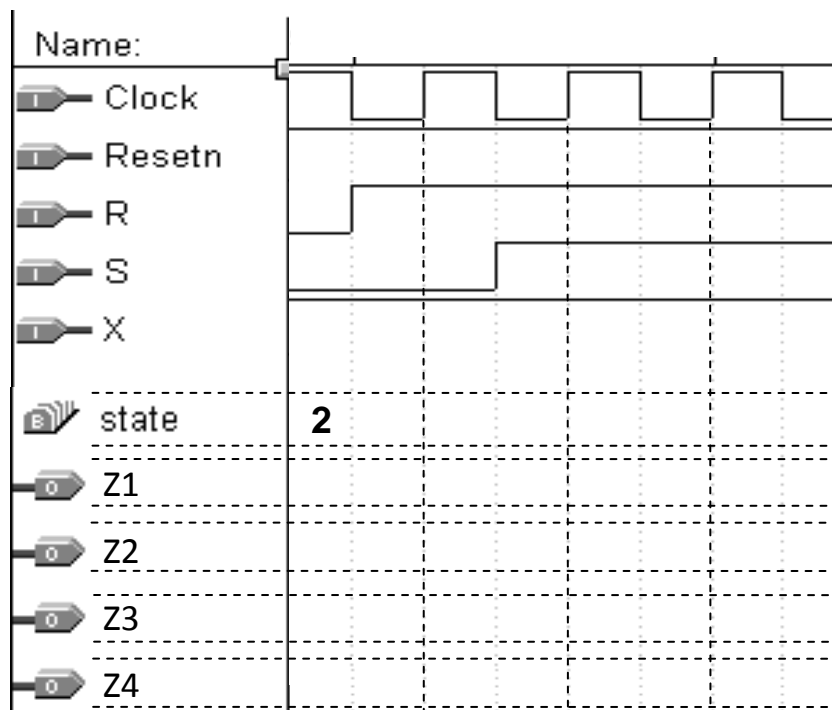 Name:
I Clock
I Resetn
I R
I S
I X
B state 2
O Z1
O Z2
O Z3
O Z4